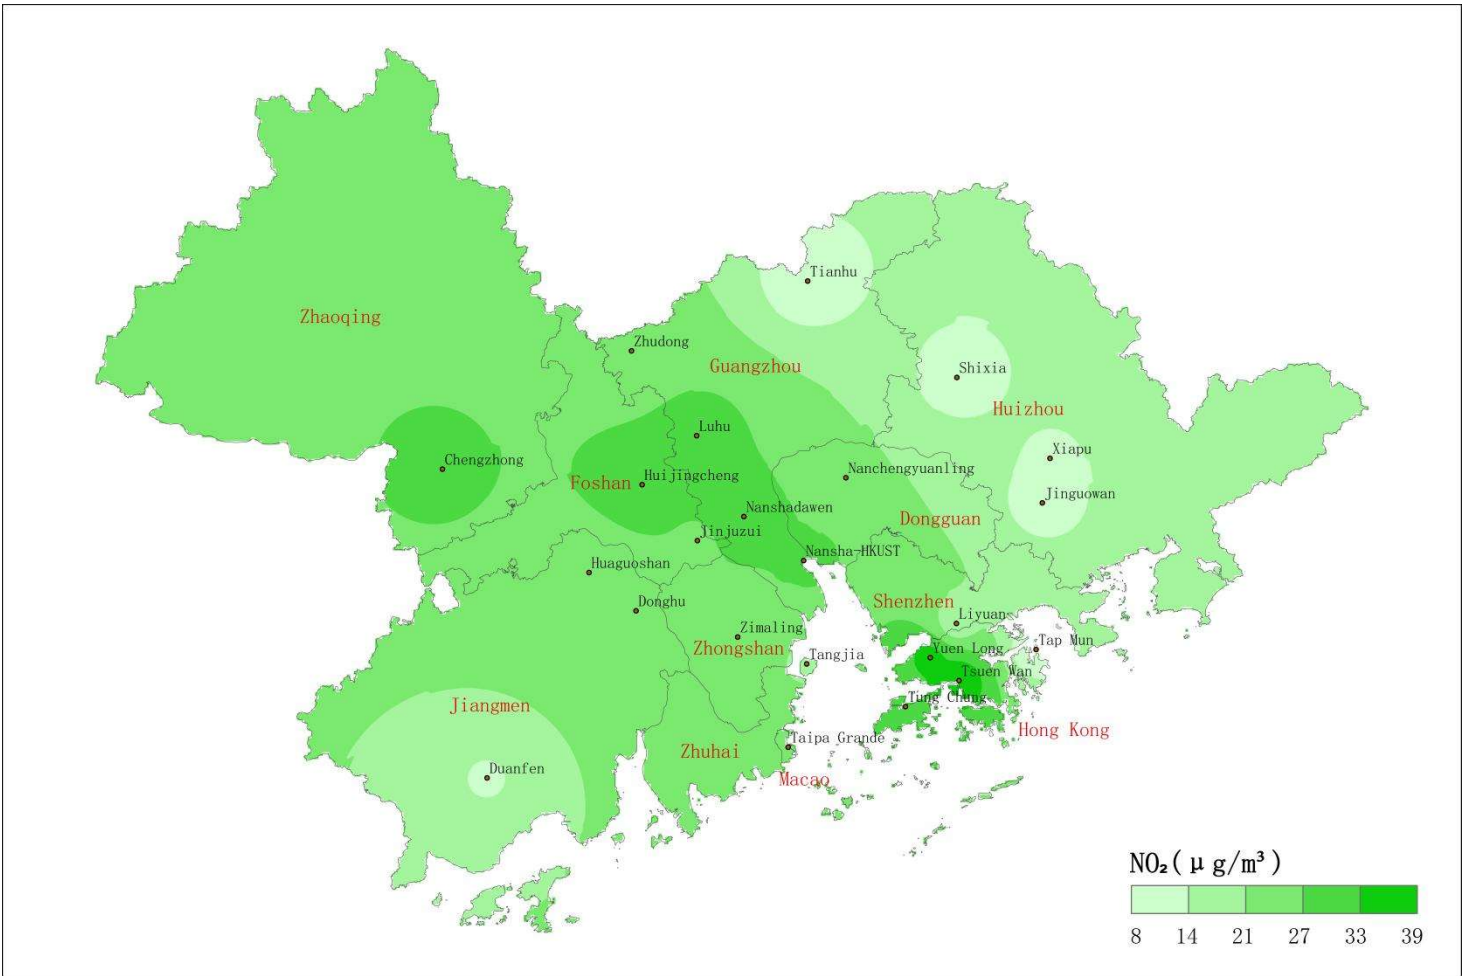 Tianhu
Zhaoqing
Zhudong
Guangzhou
Shixia
Huizhou
Luhu
Xiapu
Chengzhong
Nanchengyuanling
Huijingcheng
Foshan
Jinguowan
Nanshadawen
Dongguan
Jinjuzui
Nansha-HKUST
Huaguoshan
Donghu
Shenzhen
Liyuan
Zimaling
Zhongshan
Tap Mun
Yuen Long
Tangjia
Tsuen Wan
Tung Chung
Jiangmen
Hong Kong
Taipa Grande
Zhuhai
Duanfen
Macao
NO₂(μg/m³)
8 14 21 27 33 39